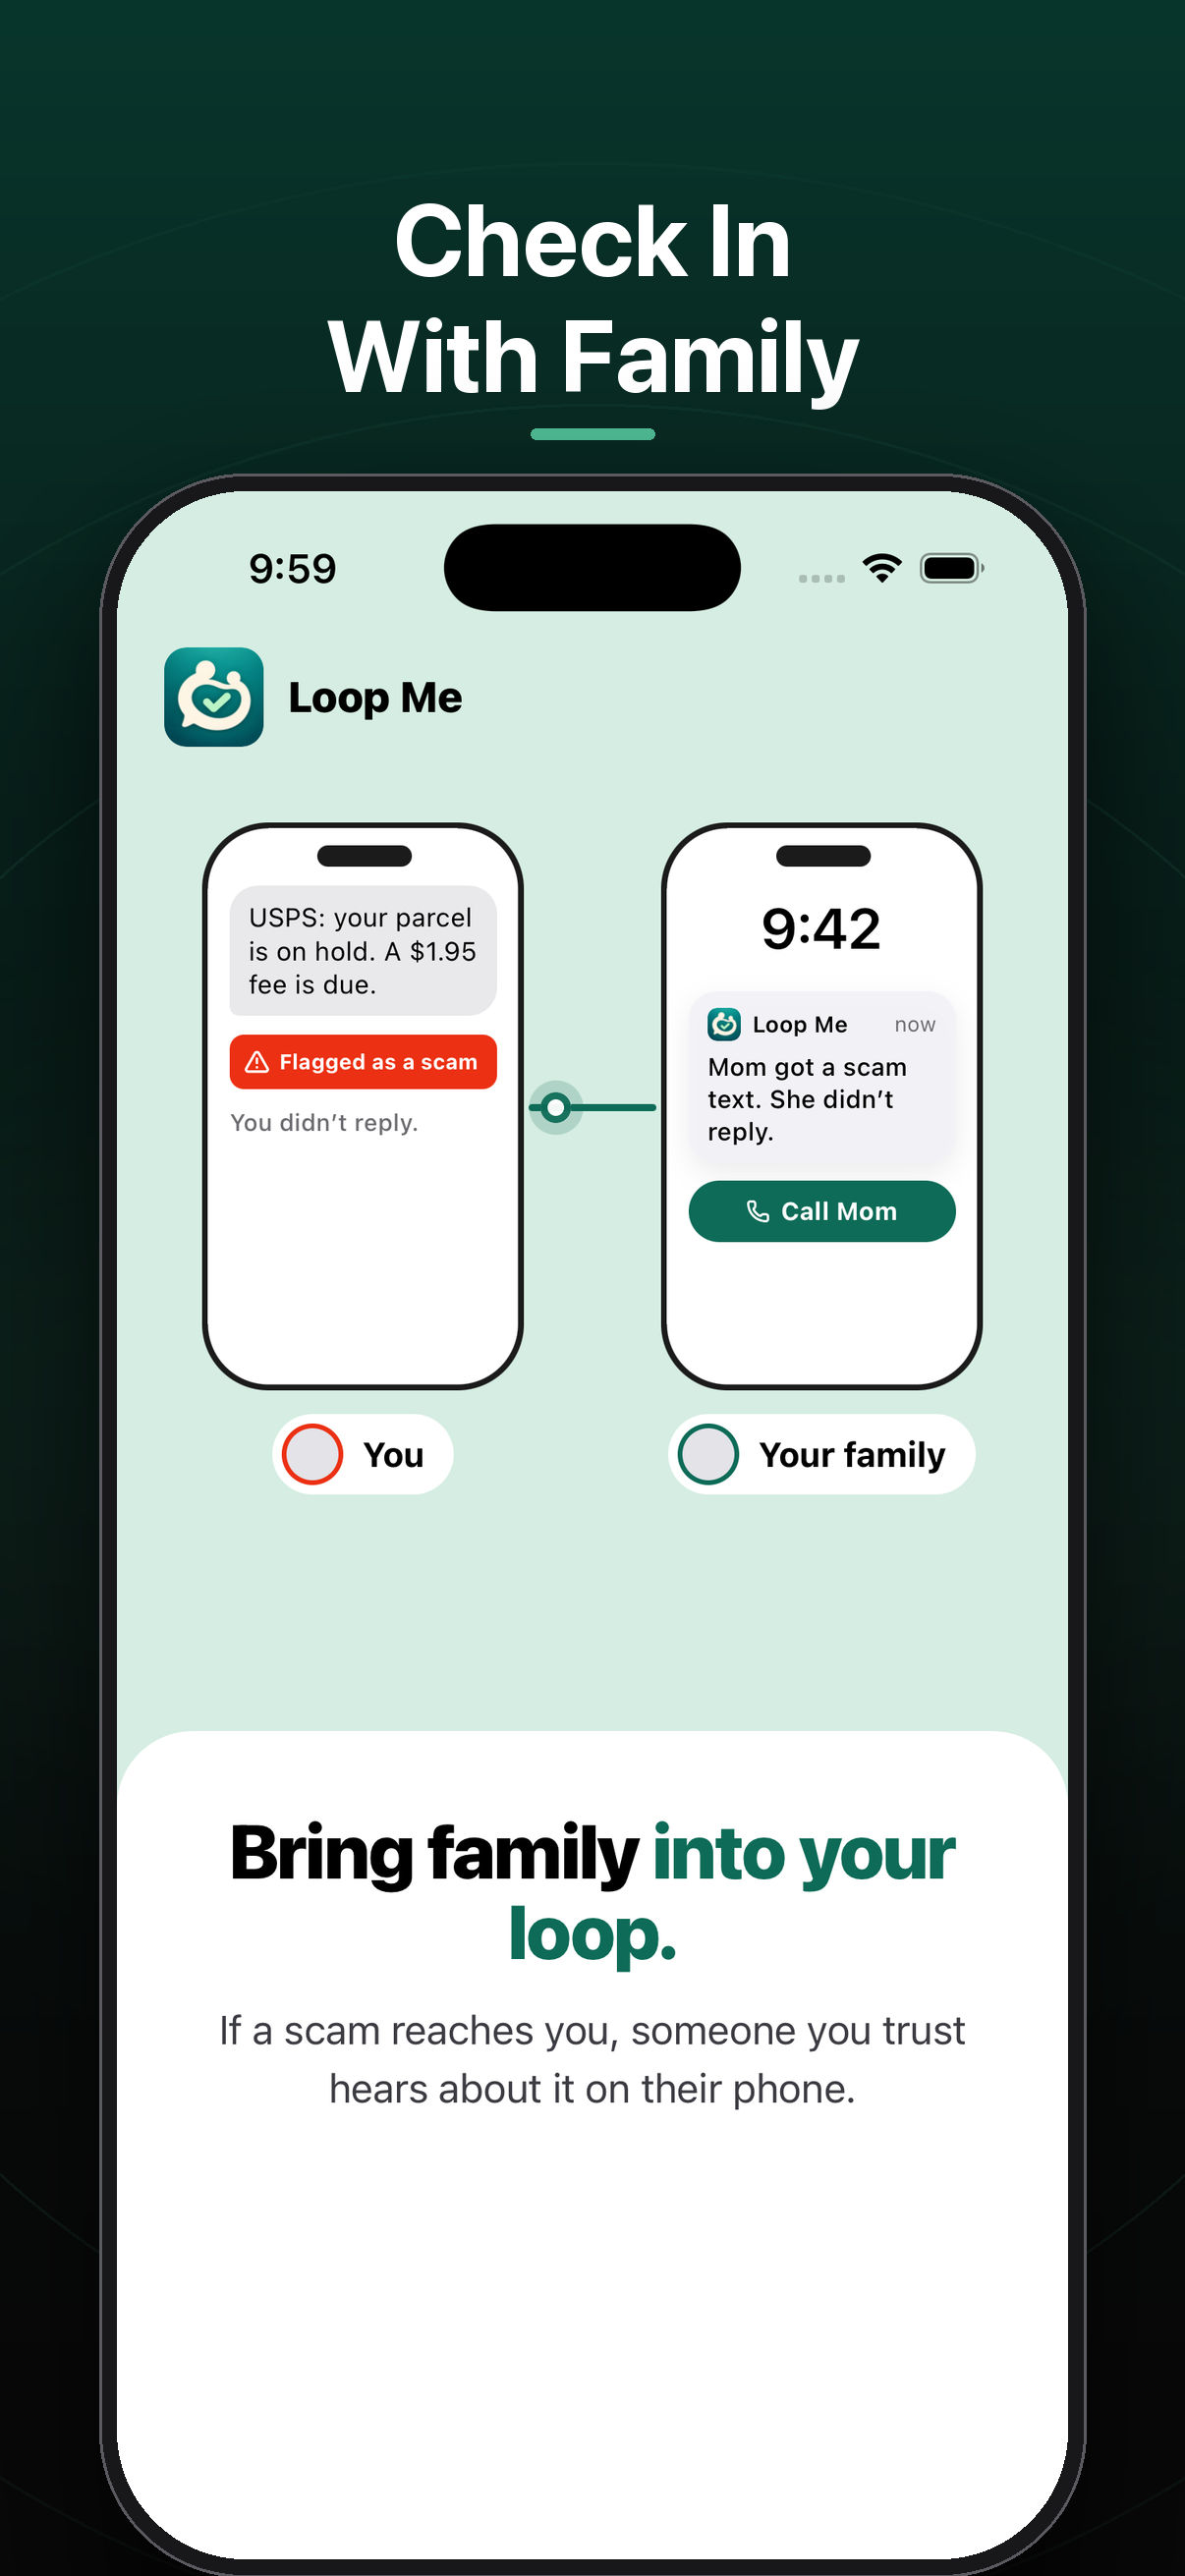 Check In
With Family
9:59
Loop Me
USPS: your parcel
is on hold. A $1.95
fee is due.
Flagged as a scam
You didn’t reply.
9:42
Loop Me now
Mom got a scam
text. She didn’t
reply.
Call Mom
You
Your family
Bring family into your
loop.
If a scam reaches you, someone you trust
hears about it on their phone.